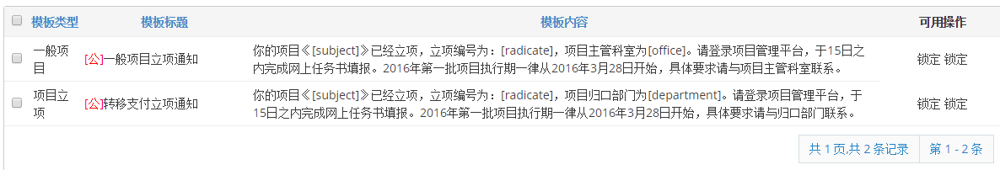 模板类型 模板标题 模板内容 可用操作
一般项目 [公]一般项目立项通知 你的项目《[subject]》已经立项，立项编号为：[radicate]，项目主管科室为[office]。请登录项目管理平台，于15日之
内完成网上任务书填报。2016年第一批项目执行期一律从2016年3月28日开始，具体要求请与项目主管科室联系。 锁定 锁定
项目立项 [公]转移支付立项通知 你的项目《[subject]》已经立项，立项编号为：[radicate]，项目归口部门为[department]。请登录项目管理平台，于
15日之内完成网上任务书填报。2016年第一批项目执行期一律从2016年3月28日开始，具体要求请与归口部门联系。 锁定 锁定
共 1 页,共 2 条记录 第 1 - 2 条